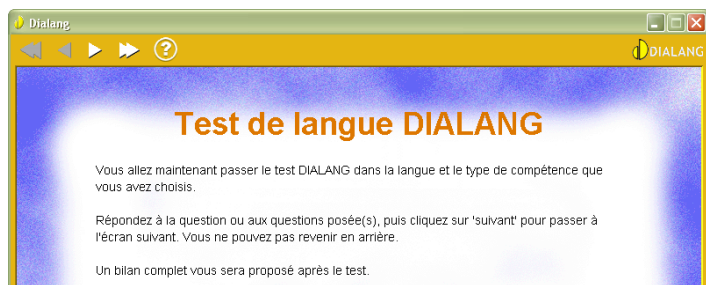 Dialang
?
DIALANG
Test de langue DIALANG
Vous allez maintenant passer le test DIALANG dans la langue et le type de compétence que
vous avez choisis.
Répondez à la question ou aux questions posée(s), puis cliquez sur 'suivant' pour passer à
l'écran suivant. Vous ne pouvez pas revenir en arrière.
Un bilan complet vous sera proposé après le test.